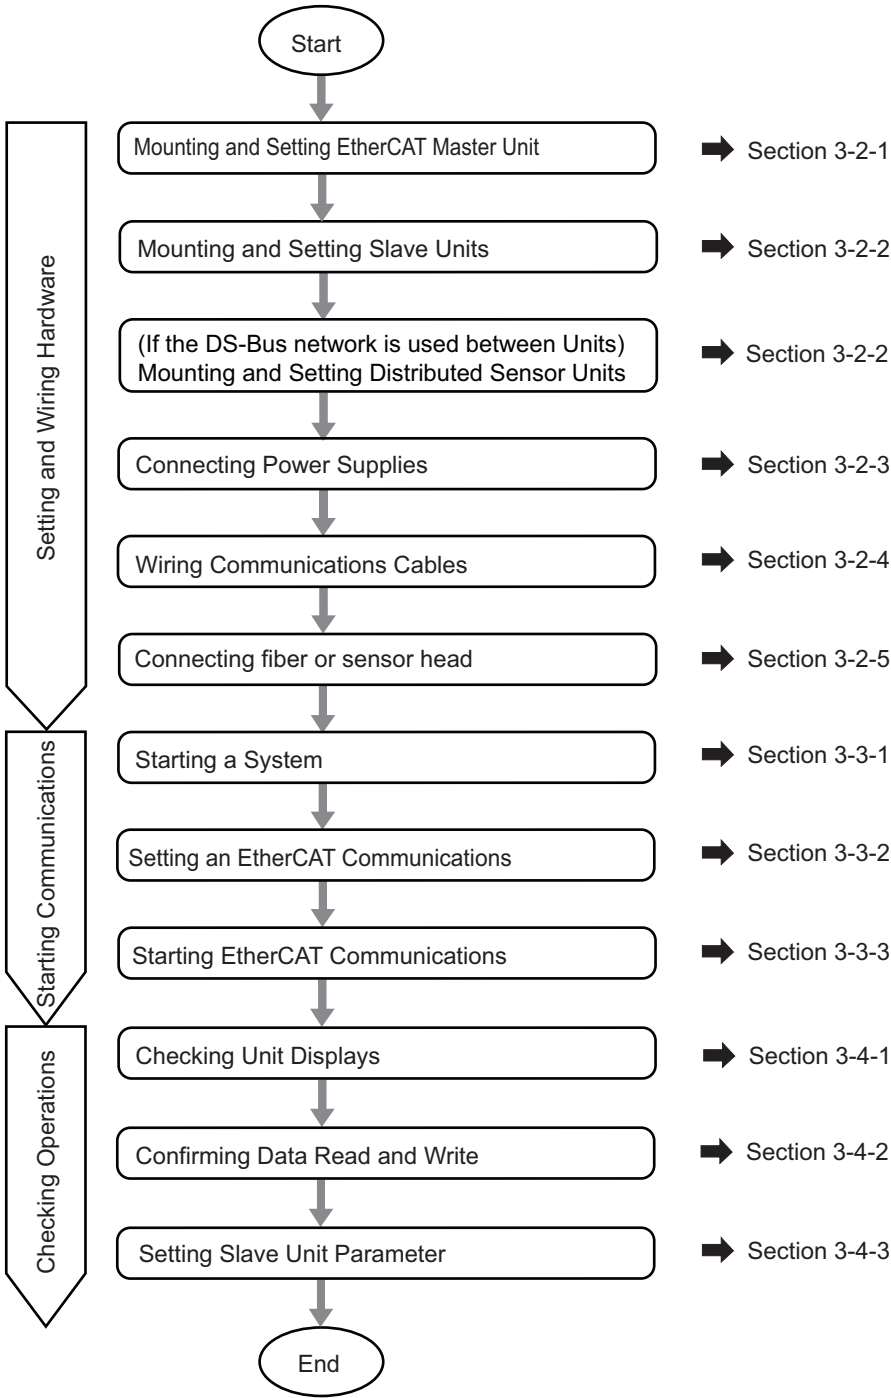 Start
Setting and Wiring Hardware
Mounting and Setting EtherCAT Master Unit
Section 3-2-1
Mounting and Setting Slave Units
Section 3-2-2
(If the DS-Bus network is used between Units)
Mounting and Setting Distributed Sensor Units
Section 3-2-2
Connecting Power Supplies
Section 3-2-3
Wiring Communications Cables
Section 3-2-4
Connecting fiber or sensor head
Section 3-2-5
Starting Communications
Starting a System
Section 3-3-1
Setting an EtherCAT Communications
Section 3-3-2
Starting EtherCAT Communications
Section 3-3-3
Checking Operations
Checking Unit Displays
Section 3-4-1
Confirming Data Read and Write
Section 3-4-2
Setting Slave Unit Parameter
Section 3-4-3
End